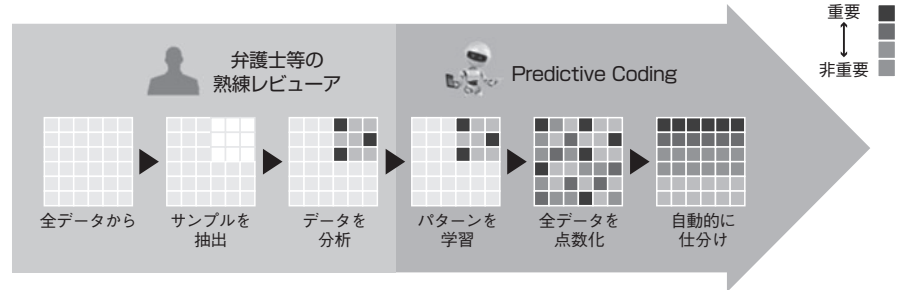 重要
非重要
弁護士等の
熟練レビューア
Predictive Coding
全データから
サンプルを
抽出
データを
分析
パターンを
学習
全データを
点数化
自動的に
仕分け